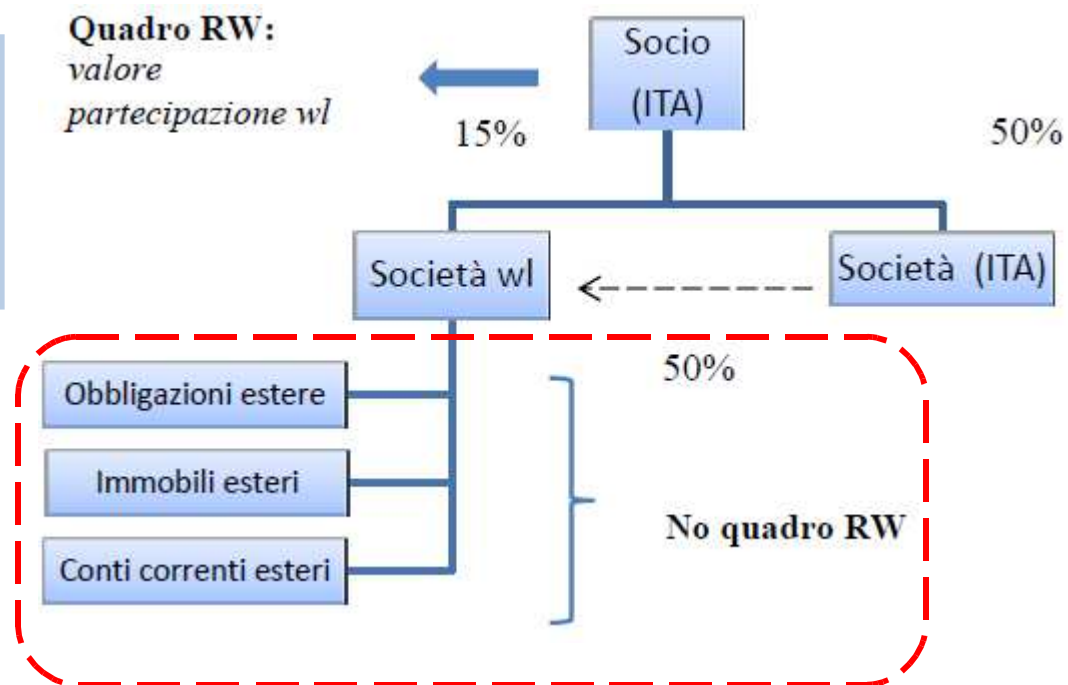 Quadro RW:
valore
partecipazione wl
Socio
(ITA)
15%
50%
Società wl
Società (ITA)
50%
Obbligazioni estere
Immobili esteri
Conti correnti esteri
No quadro RW